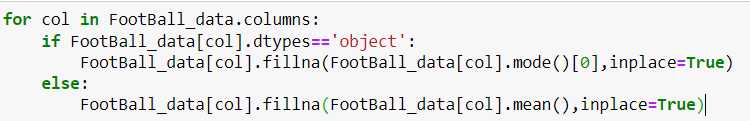 for col in FootBall_data.columns:
    if FootBall_data[col].dtypes=='object':
        FootBall_data[col].fillna(FootBall_data[col].mode()[0],inplace=True)
    else:
        FootBall_data[col].fillna(FootBall_data[col].mean(),inplace=True)